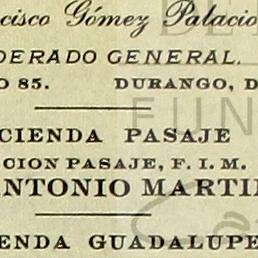 cisco Gómez Palacio
DERADO GENERAL.
O 85. DURANGO, D
CIENDA PASAJE
CION PASAJE, F. I. M.
ANTONIO MARTI
ENDA GUADALUPE